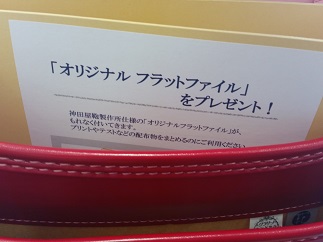 「オリジナル フラットファイル」
をプレゼント！
神田屋鞄製作所仕様の「オリジナルフラットファイル」が、
もれなく付いてきます。
プリントやテストなどの配布物をまとめるのにご利用ください。